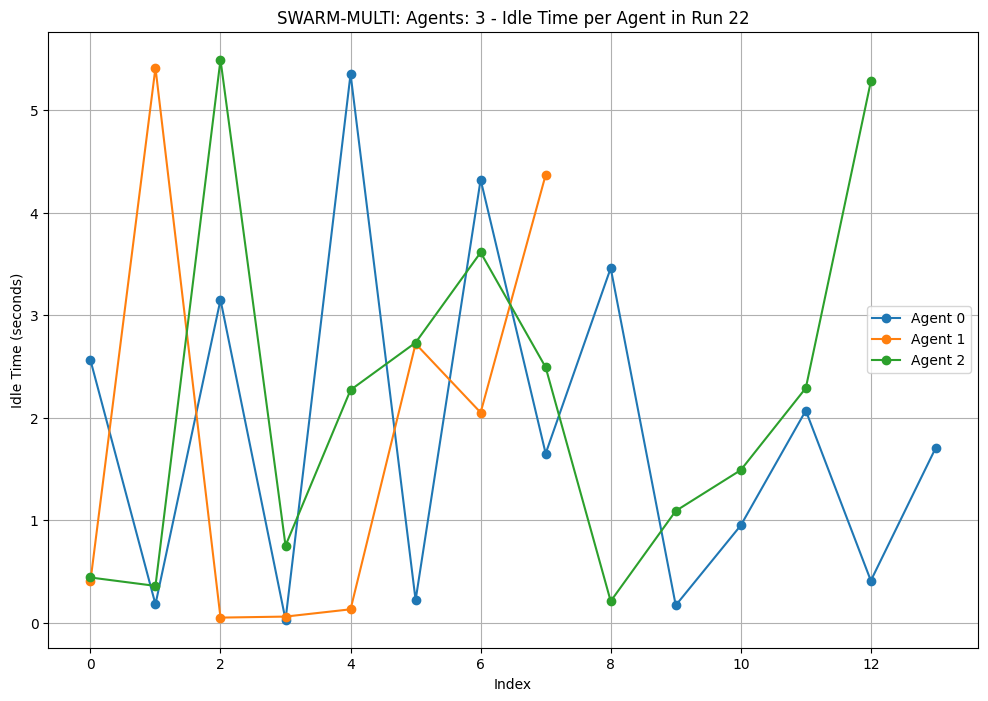 SWARM-MULTI: Agents: 3 - Idle Time per Agent in Run 22
Idle Time (seconds)
5
4
3
2
1
0
Agent 0
Agent 1
Agent 2
0 2 4 6 8 10 12
Index